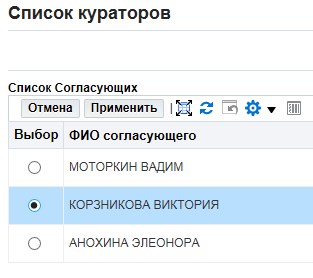 Список кураторов
Список Согласующих
Отмена Применить
Выбор ФИО согласующего
МОТОРКИН ВАДИМ
КОРЗНИКОВА ВИКТОРИЯ
АНОХИНА ЭЛЕОНОРА